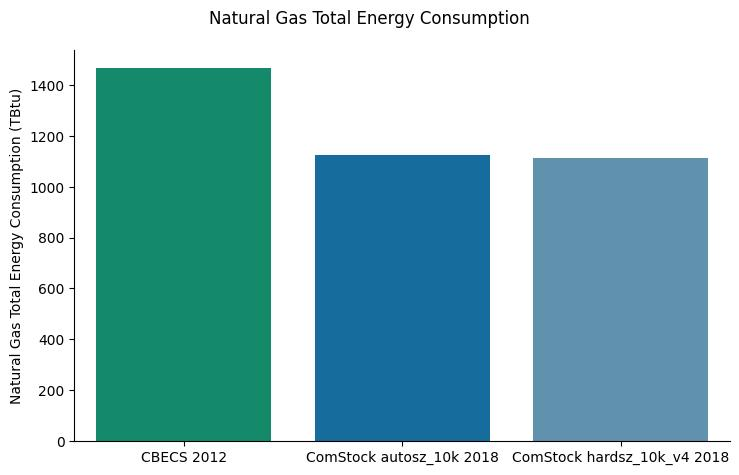 Natural Gas Total Energy Consumption
Natural Gas Total Energy Consumption (TBtu)
1400
1200
1000
800
600
400
200
0
CBECS 2012
ComStock autosz_10k 2018
ComStock hardsz_10k_v4 2018